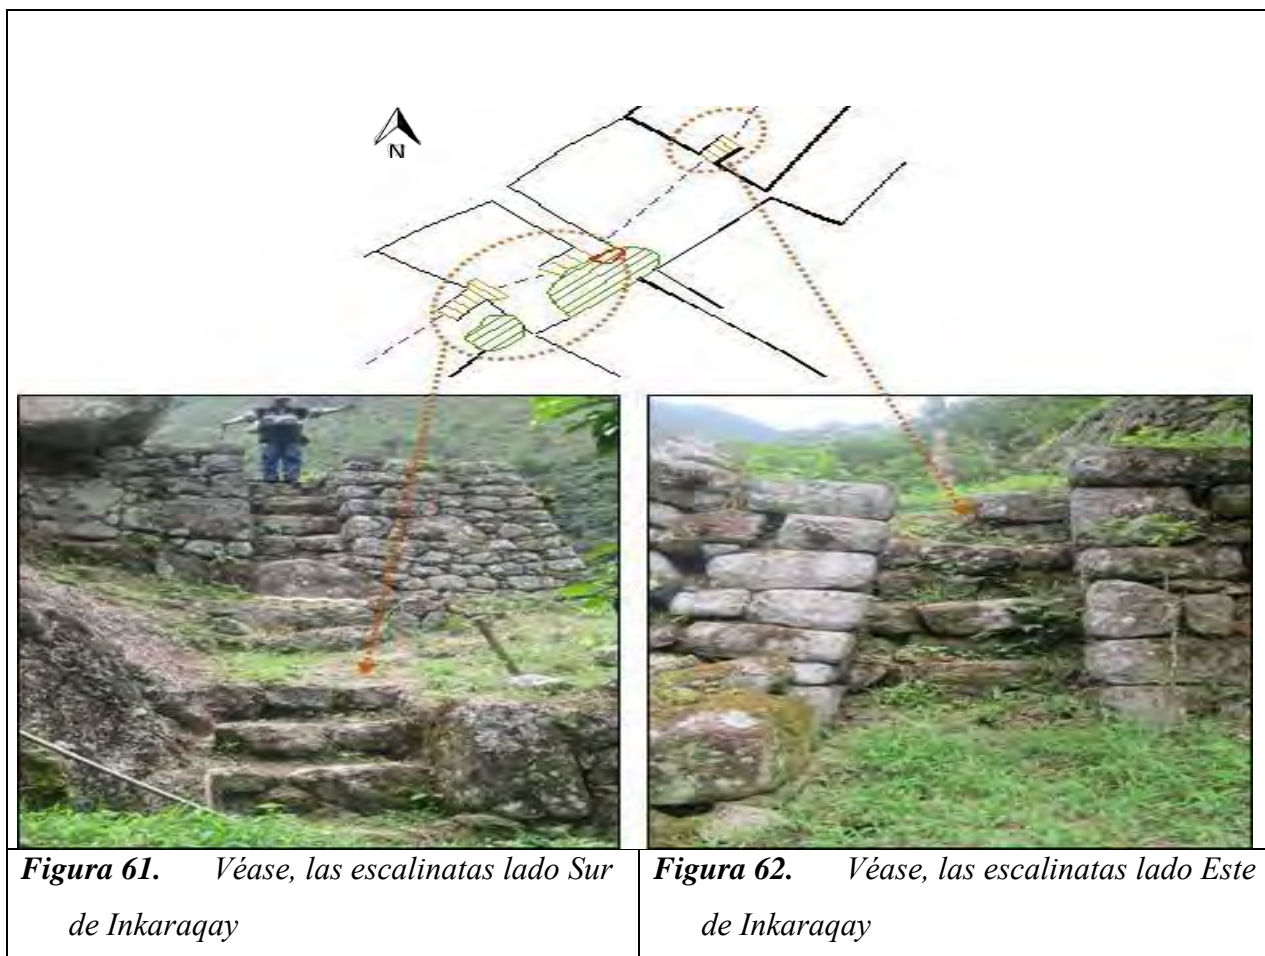 N
Figura 61. Véase, las escalinatas lado Sur
de Inkaraqay
Figura 62. Véase, las escalinatas lado Este
de Inkaraqay